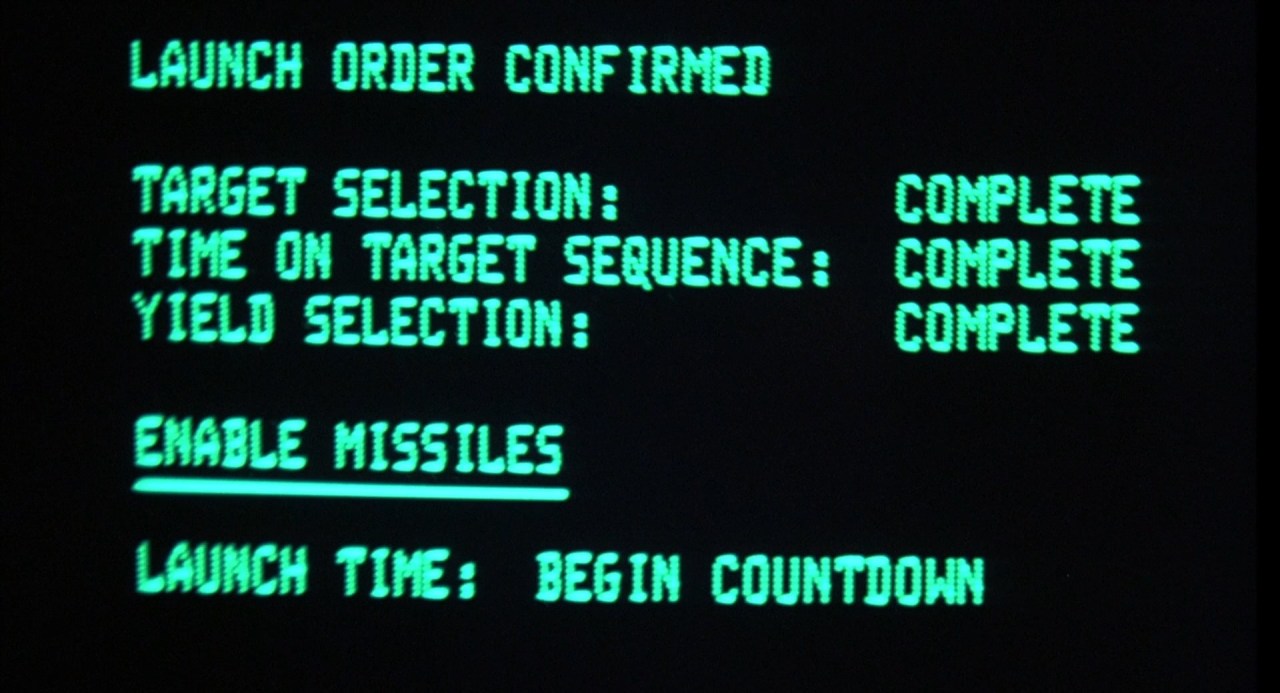 LAUNCH ORDER CONFIRMED
TARGET SELECTION: COMPLETE
TIME ON TARGET SEQUENCE: COMPLETE
YIELD SELECTION: COMPLETE
ENABLE MISSILES
LAUNCH TIME: BEGIN COUNTDOWN